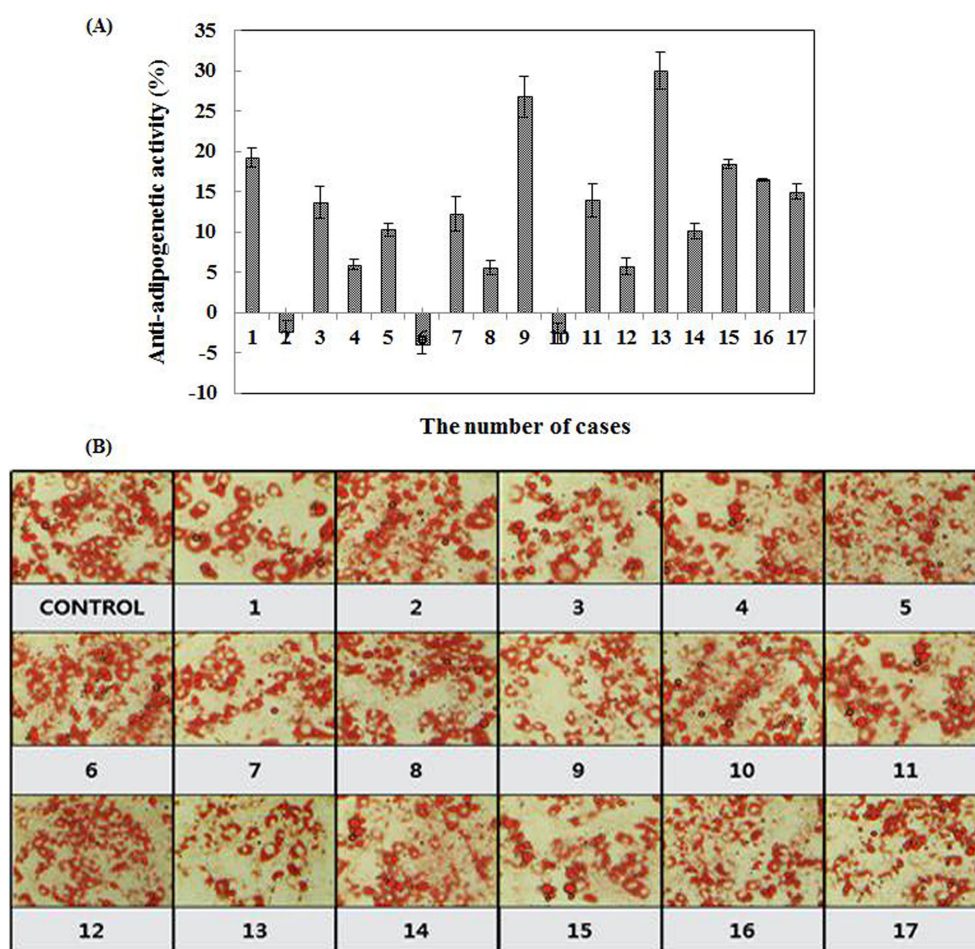 (A)
Anti-adipogenetic activity (%)
35
30
25
20
15
10
5
0
-5
-10
1 2 3 4 5 6 7 8 9 10 11 12 13 14 15 16 17
The number of cases
(B)
CONTROL 1 2 3 4 5
6 7 8 9 10 11
12 13 14 15 16 17